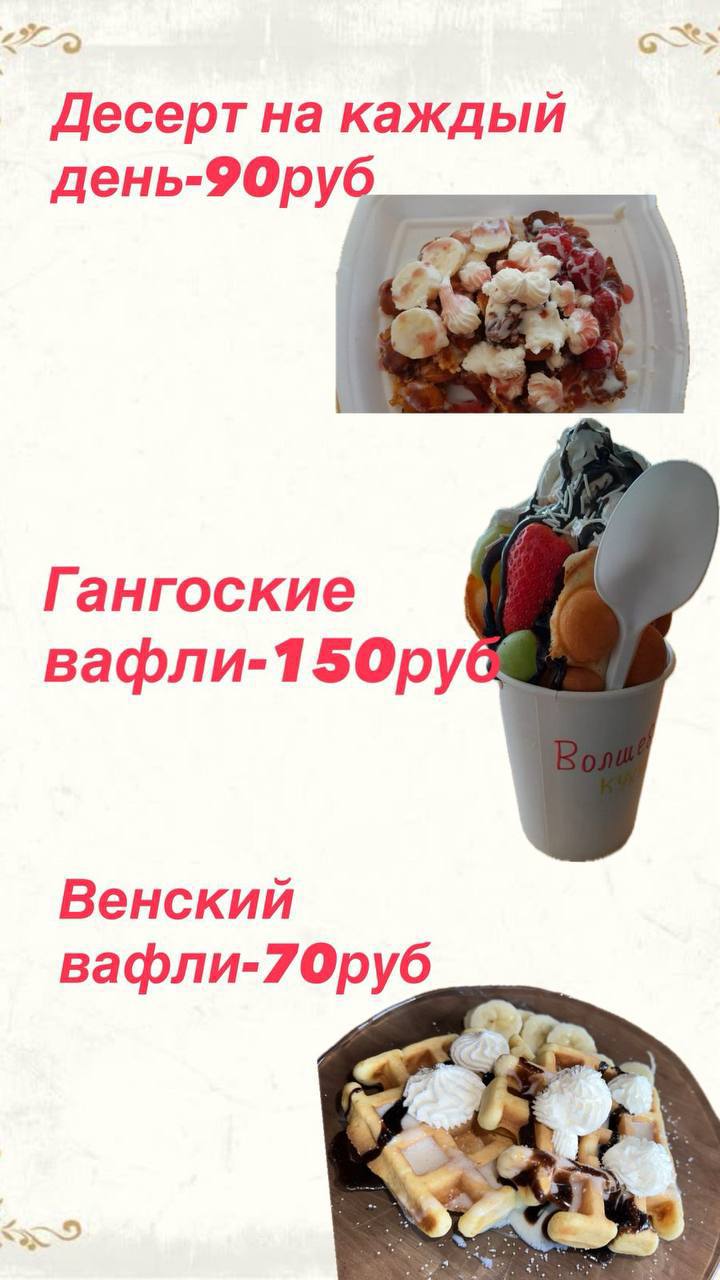 Десерт на каждый
день-90руб
Гангоские
вафли-150руб
Венский
вафли-70руб